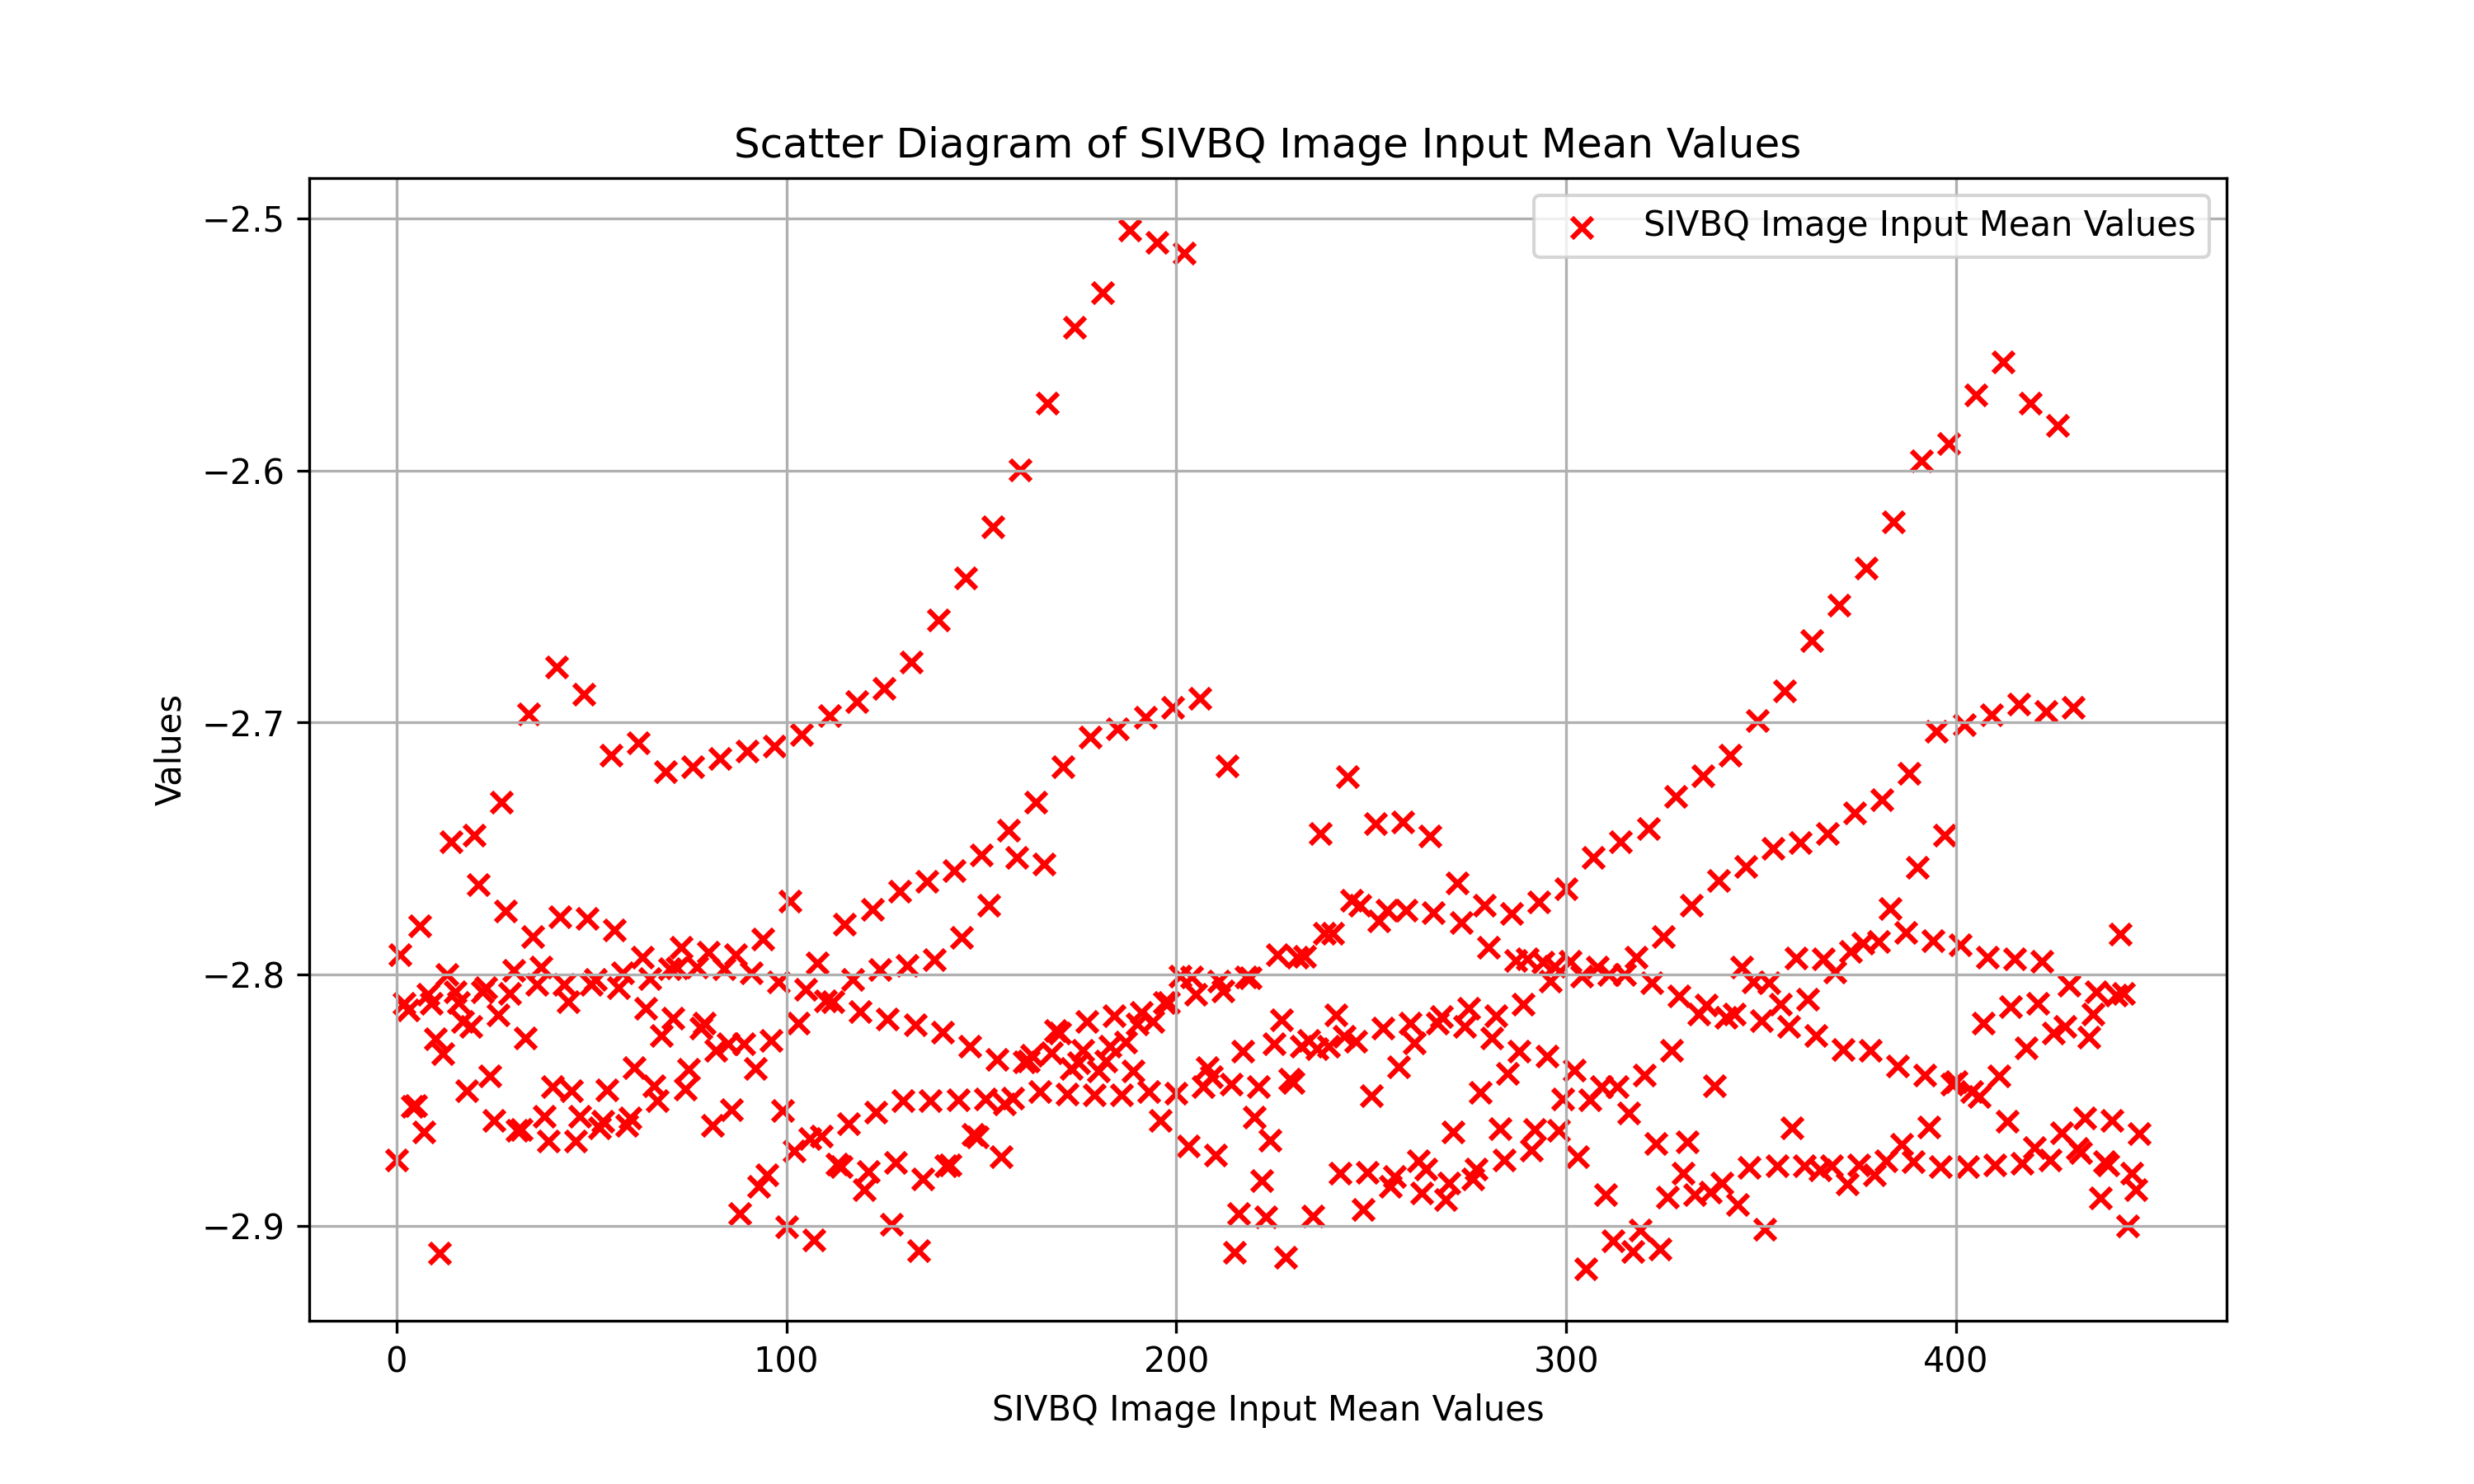 Scatter Diagram of SIVBQ Image Input Mean Values
SIVBQ Image Input Mean Values
−2.5
−2.6
−2.7
−2.8
−2.9
Values
0 100 200 300 400
SIVBQ Image Input Mean Values